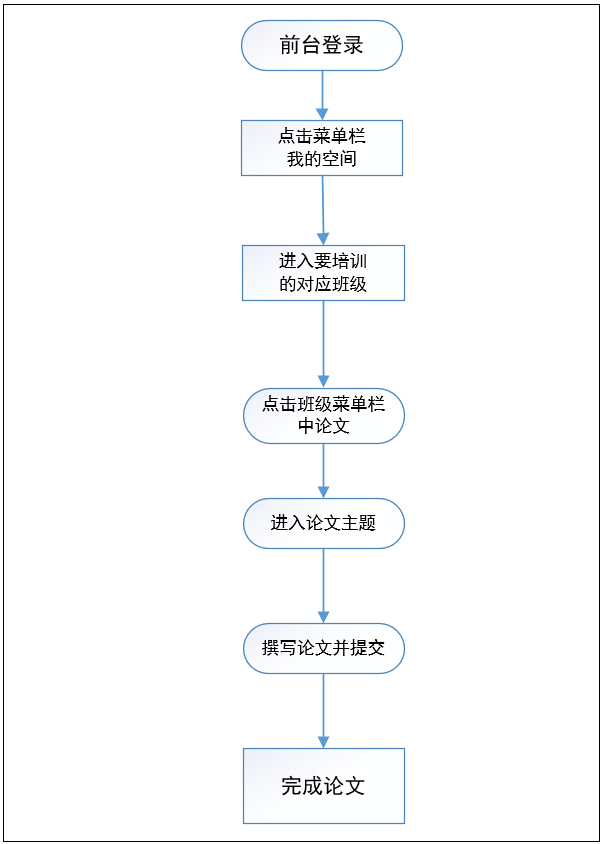 前台登录
点击菜单栏
我的空间
进入要培训
的对应班级
点击班级菜单栏
中论文
进入论文主题
撰写论文并提交
完成论文